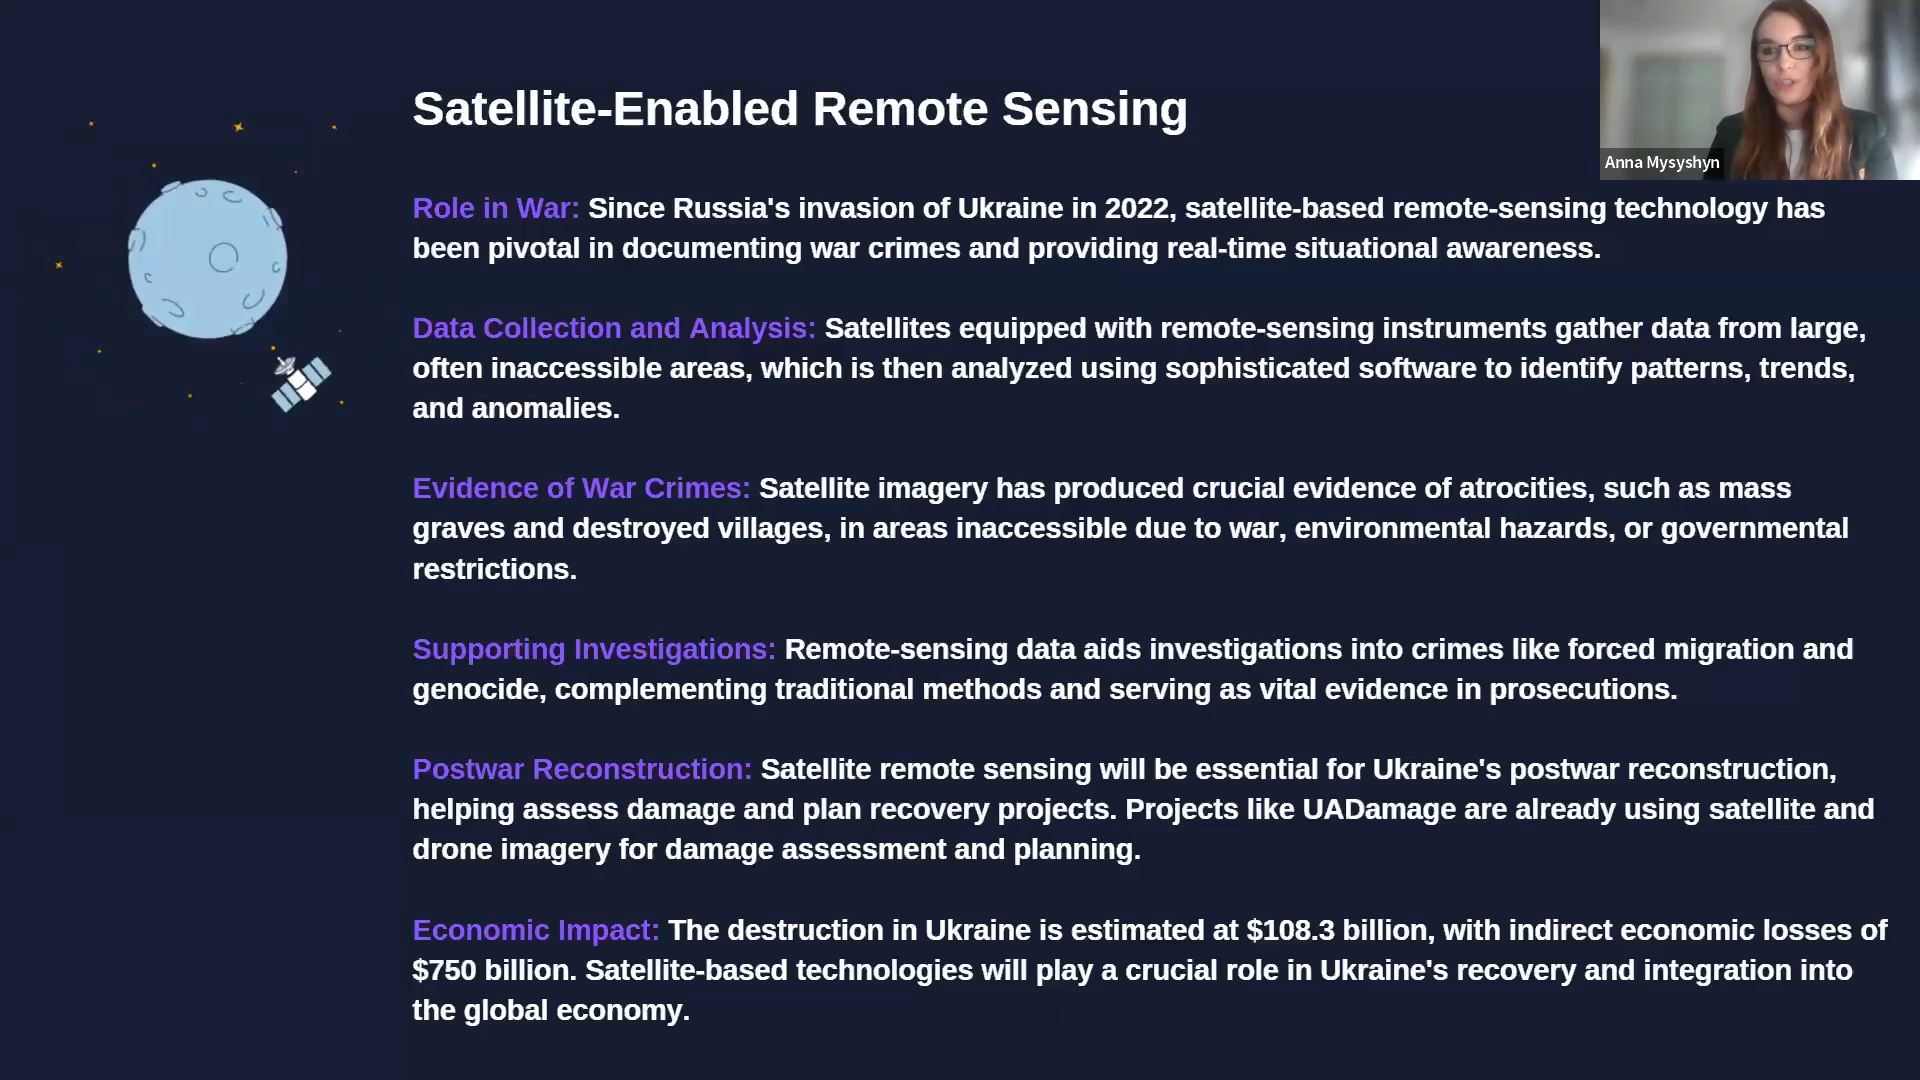 Satellite-Enabled Remote Sensing
Anna Mysyshyn
Role in War: Since Russia's invasion of Ukraine in 2022, satellite-based remote-sensing technology has
been pivotal in documenting war crimes and providing real-time situational awareness.
Data Collection and Analysis: Satellites equipped with remote-sensing instruments gather data from large,
often inaccessible areas, which is then analyzed using sophisticated software to identify patterns, trends,
and anomalies.
Evidence of War Crimes: Satellite imagery has produced crucial evidence of atrocities, such as mass
graves and destroyed villages, in areas inaccessible due to war, environmental hazards, or governmental
restrictions.
Supporting Investigations: Remote-sensing data aids investigations into crimes like forced migration and
genocide, complementing traditional methods and serving as vital evidence in prosecutions.
Postwar Reconstruction: Satellite remote sensing will be essential for Ukraine's postwar reconstruction,
helping assess damage and plan recovery projects. Projects like UADamage are already using satellite and
drone imagery for damage assessment and planning.
Economic Impact: The destruction in Ukraine is estimated at $108.3 billion, with indirect economic losses of
$750 billion. Satellite-based technologies will play a crucial role in Ukraine's recovery and integration into
the global economy.